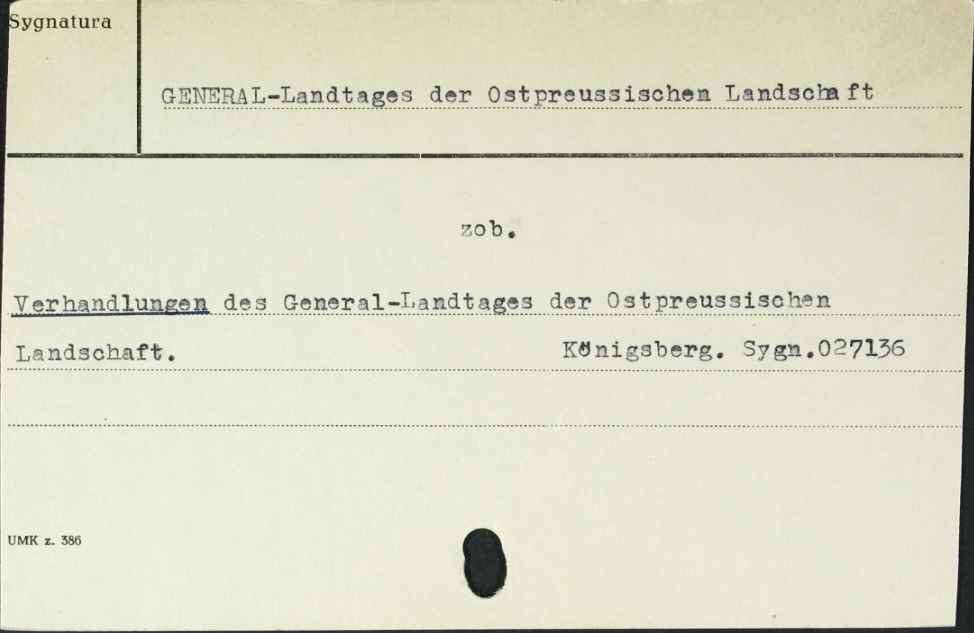 Sygnatura
GENERAL-Landtages der Ostpreussischen Landschaft
zob.
Verhandlungen des General-Landtages der Ostpreussischen
Landschaft. Königsberg. Sygn.027136
UMK z. 386